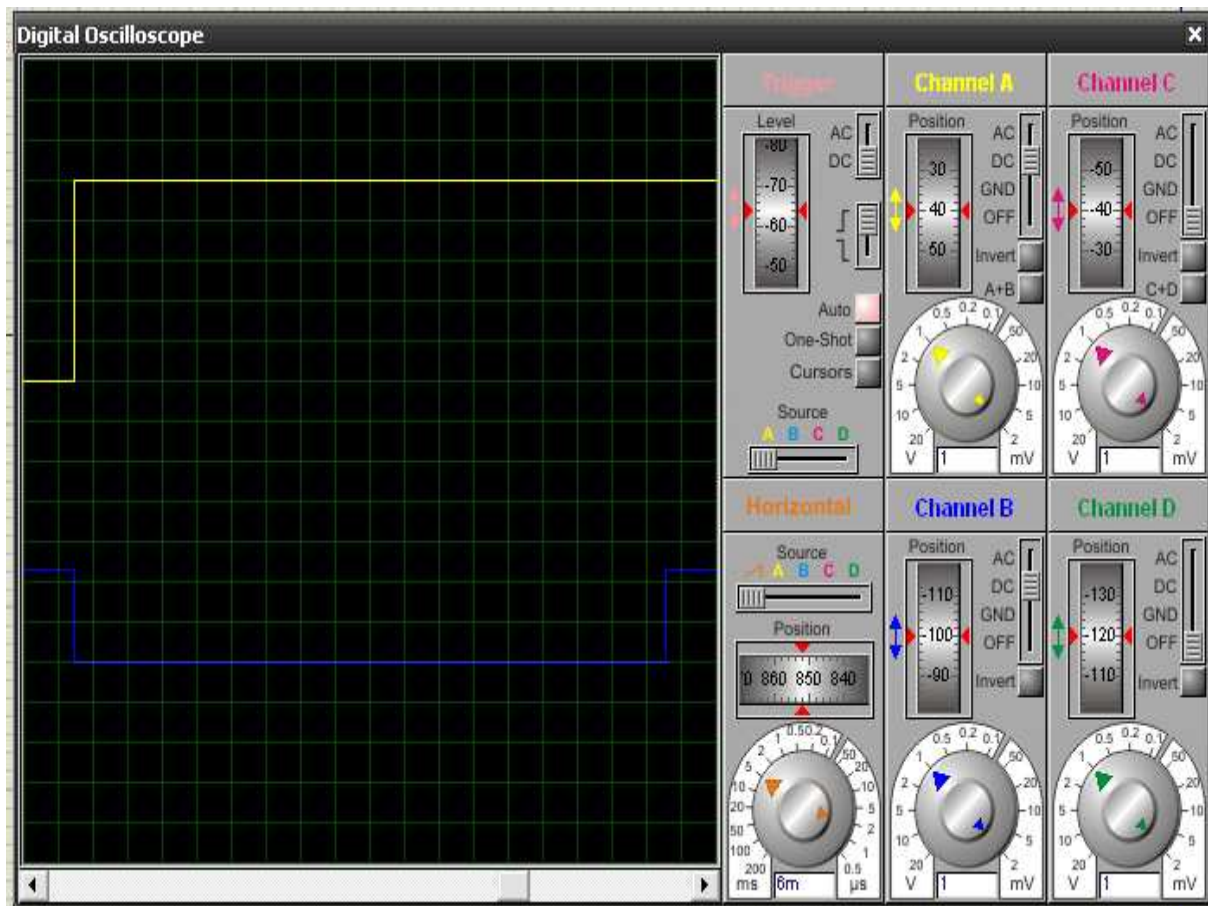 Digital Oscilloscope
Trigger
Level
AC
DC
-80
-70
-60
-50
Auto
One-Shot
Cursors
Source
A B C D
Channel A
Position
AC
DC
GND
OFF
30
40
50
Invert
A+B
20 10 5 2 1 0.5 0.2 0.1 50 20 10 5 2
V 1 mV
Channel C
Position
AC
DC
GND
OFF
-50
-40
-30
Invert
C+D
20 10 5 2 1 0.5 0.2 0.1 50 20 10 5 2
V 1 mV
Horizontal
Source
A B C D
Position
0 860 850 840
200 100 50 20 10 5 2 1 0.5 0.2 0.1 50 20 10 5 2 1 0.5
ms 6m µs
Channel B
Position
AC
DC
GND
OFF
-110
-100
-90
Invert
20 10 5 2 1 0.5 0.2 0.1 50 20 10 5 2
V 1 mV
Channel D
Position
AC
DC
GND
OFF
-130
-120
-110
Invert
20 10 5 2 1 0.5 0.2 0.1 50 20 10 5 2
V 1 mV